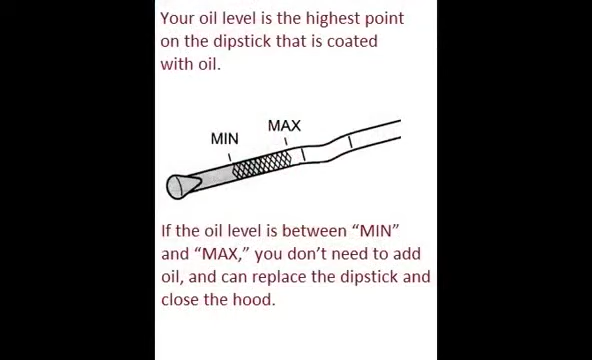 Your oil level is the highest point
on the dipstick that is coated
with oil.
MIN MAX
If the oil level is between “MIN”
and “MAX,” you don’t need to add
oil, and can replace the dipstick and
close the hood.